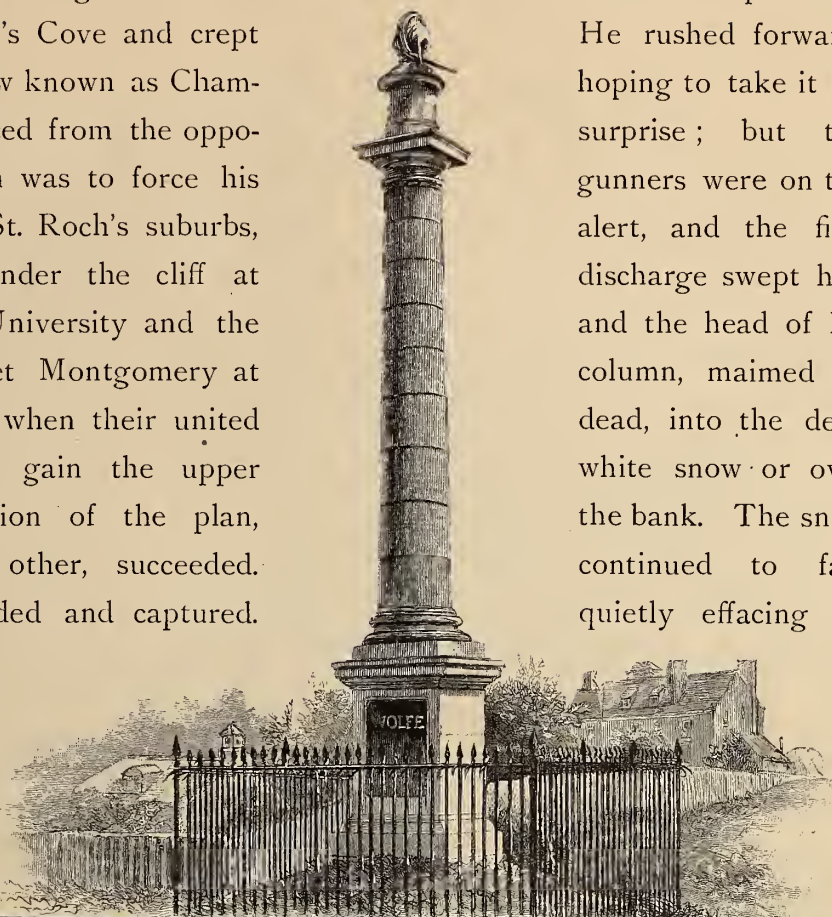 's Cove and crept
w known as Cham-
ted from the oppo-
n was to force his
St. Roch's suburbs,
nder the cliff at
University and the
et Montgomery at
when their united
gain the upper
ion of the plan,
other, succeeded.
ded and captured.
He rushed forwa
hoping to take it
surprise ; but t
gunners were on t
alert, and the fi
discharge swept h
and the head of
column, maimed
dead, into the de
white snow or ov
the bank. The sn
continued to fa
quietly effacing
WOLFE